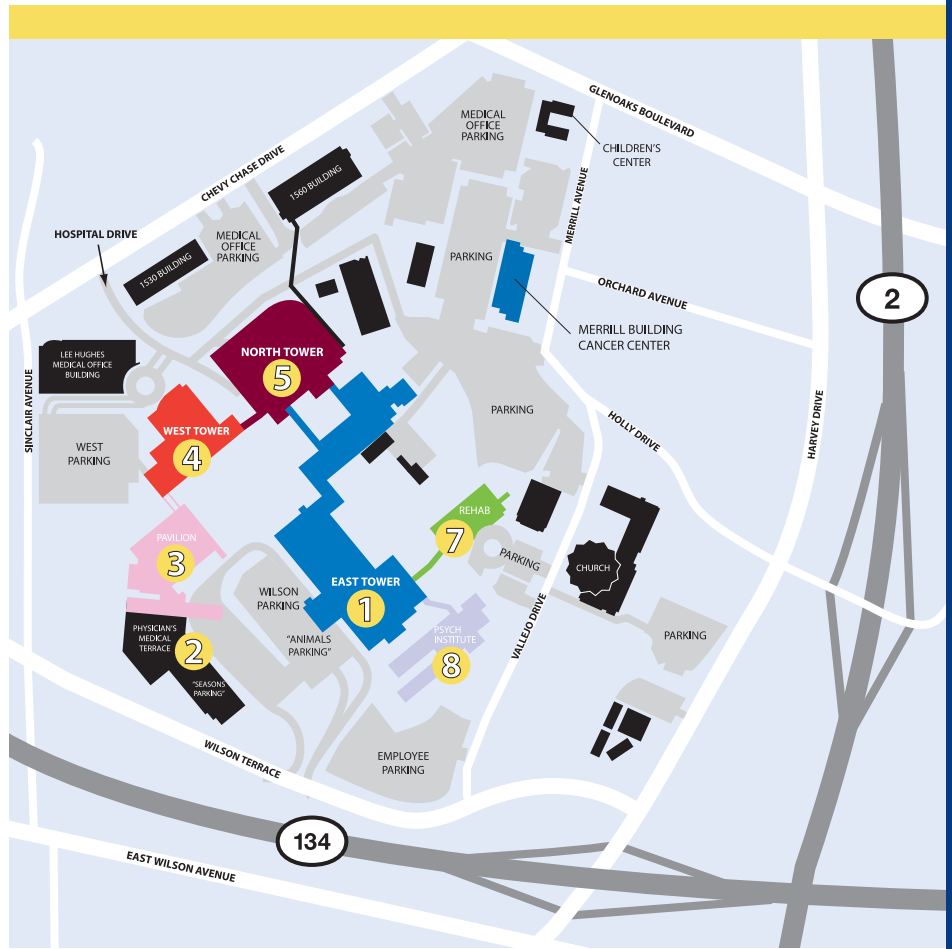 GLENOAKS BOULEVARD
MEDICAL
OFFICE
PARKING
CHILDREN'S
CENTER
CHEVY CHASE DRIVE
1560 BUILDING
MERRILL AVENUE
HOSPITAL DRIVE
MEDICAL
OFFICE
PARKING
1530 BUILDING
PARKING
ORCHARD AVENUE
2
MERRILL BUILDING
CANCER CENTER
LEE HUGHES
MEDICAL OFFICE
BUILDING
NORTH TOWER
5
SINCLAIR AVENUE
PARKING
HOLLY DRIVE
HARVEY DRIVE
WEST TOWER
4
WEST
PARKING
REHAB
7
PAVILION
3
PARKING
CHURCH
EAST TOWER
1
WILSON
PARKING
"ANIMALS
PARKING"
PHYSICIAN'S
MEDICAL
TERRACE
2
"SEASONS
PARKING"
PSYCH
INSTITUTE
8
VALLEJO DRIVE
PARKING
WILSON TERRACE
EMPLOYEE
PARKING
134
EAST WILSON AVENUE